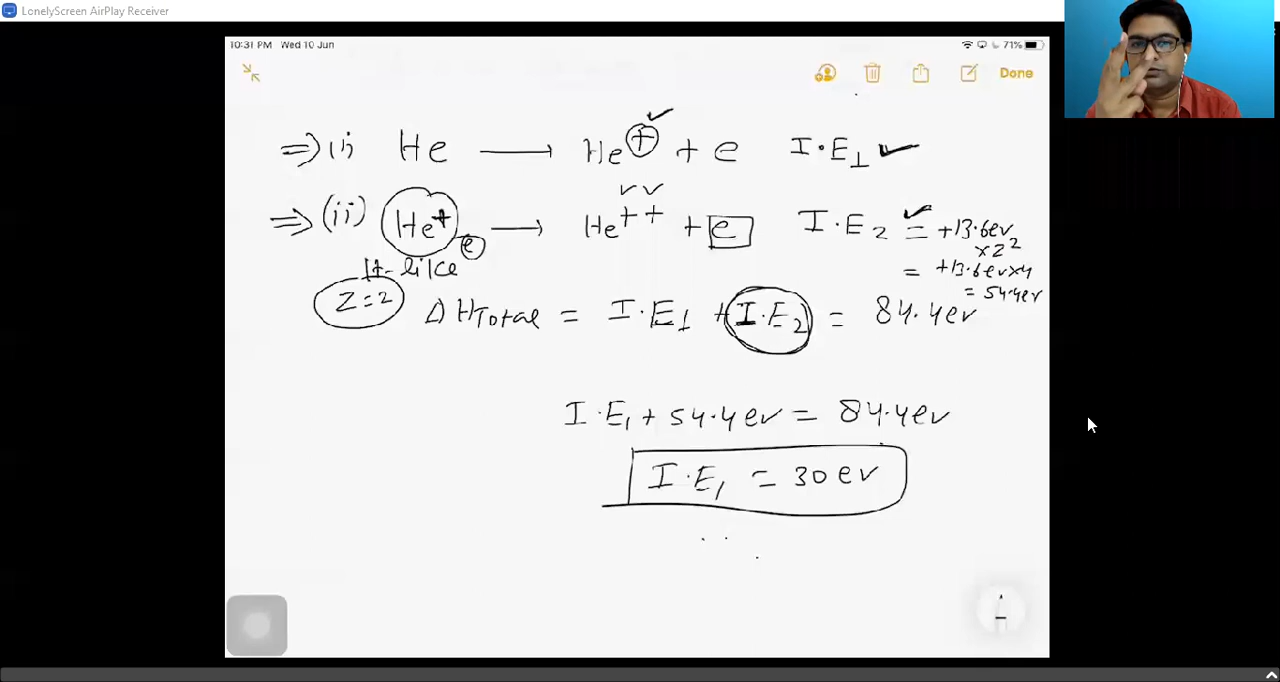 LonelyScreen AirPlay Receiver
10:31 PM Wed 10 Jun
71%
Done
⇒ (i) He ⟶ He⁺ + e I·E₁ ✓
⇒ (ii) He⁺ ⟶ He⁺⁺ + e I·E₂ = +13.6ev
e
×Z²
H-like
= +13.6ev×4
Z=2
= 54.4ev
ΔHTotal = I·E₁ + I·E₂ = 84.4ev
I·E₁ + 54.4ev = 84.4ev
I·E₁ = 30ev